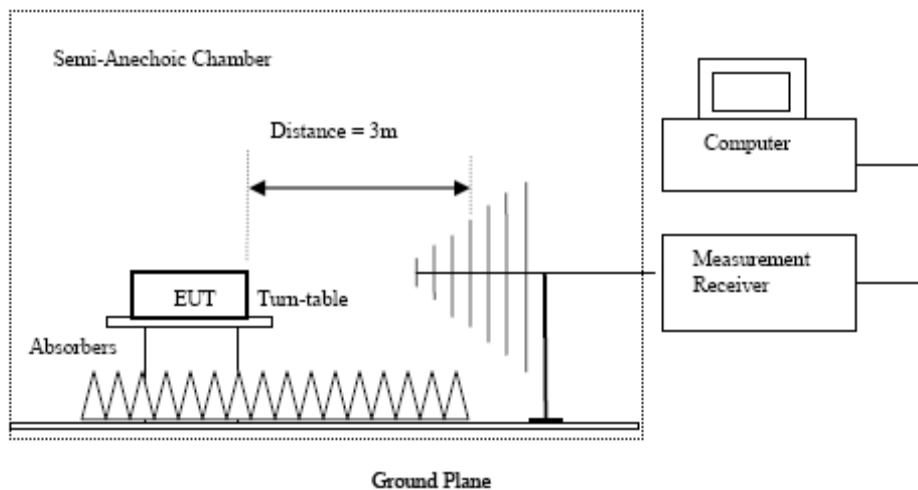 Semi-Anechoic Chamber
Distance = 3m
Computer
Measurement
Receiver
EUT
Turn-table
Absorbers
Ground Plane